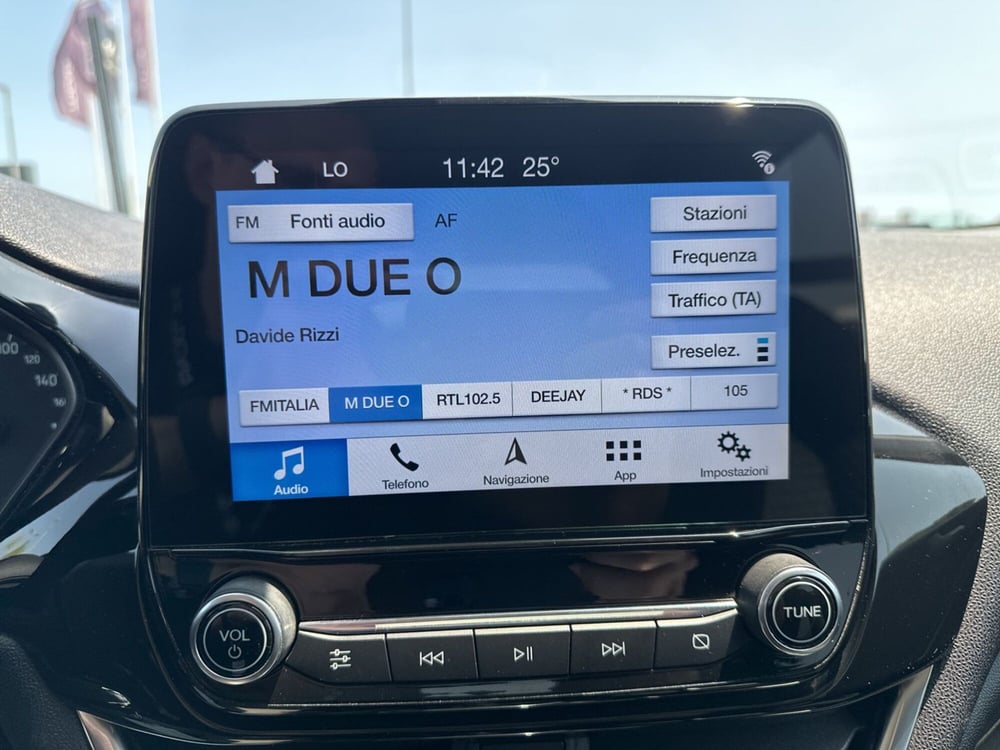 LO 11:42 25°
FM Fonti audio AF
Stazioni
M DUE O
Frequenza
Traffico (TA)
Davide Rizzi
Preselez.
FMITALIA M DUE O RTL102.5 DEEJAY * RDS * 105
Audio Telefono Navigazione App Impostazioni
VOL TUNE
100
120
140